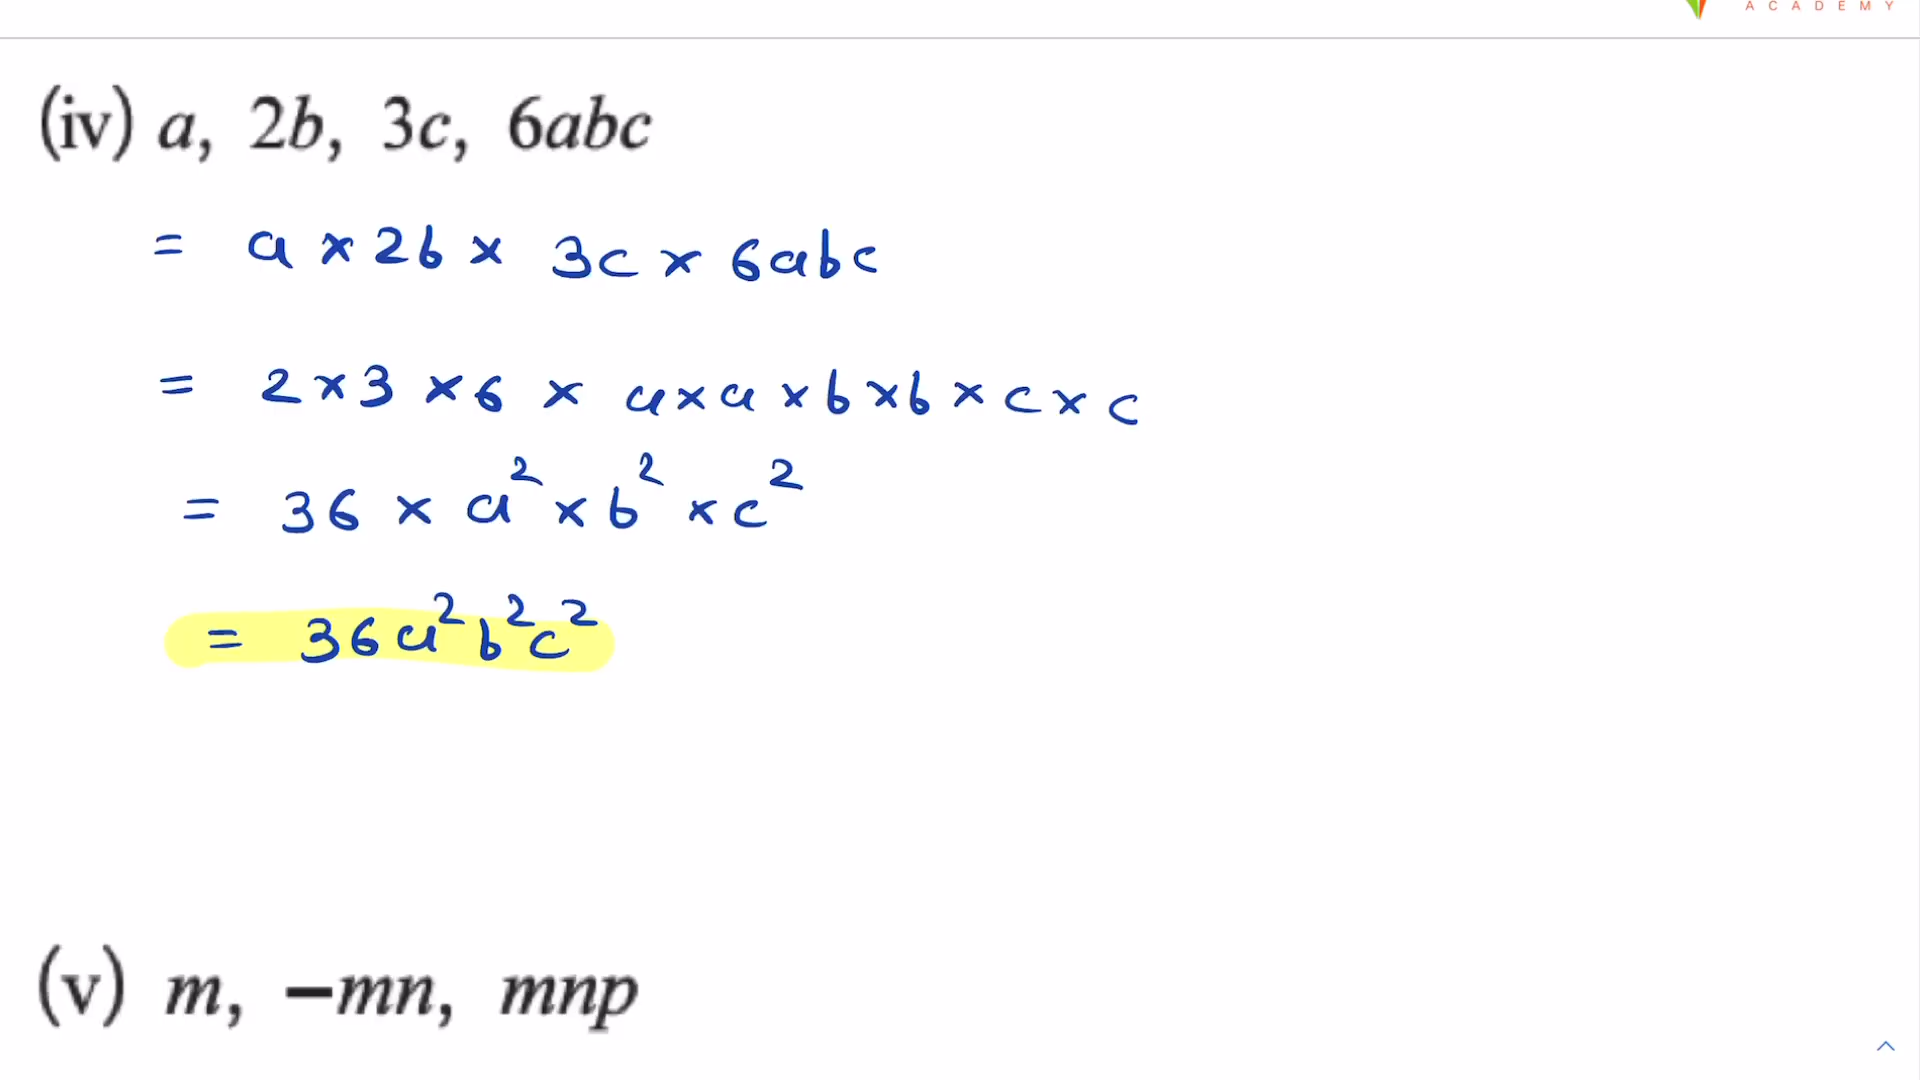 ACADEMY
(iv) a, 2b, 3c, 6abc
= a × 2b × 3c × 6abc
= 2 × 3 × 6 × a × a × b × b × c × c
= 36 × a² × b² × c²
= 36a²b²c²
(v) m, −mn, mnp